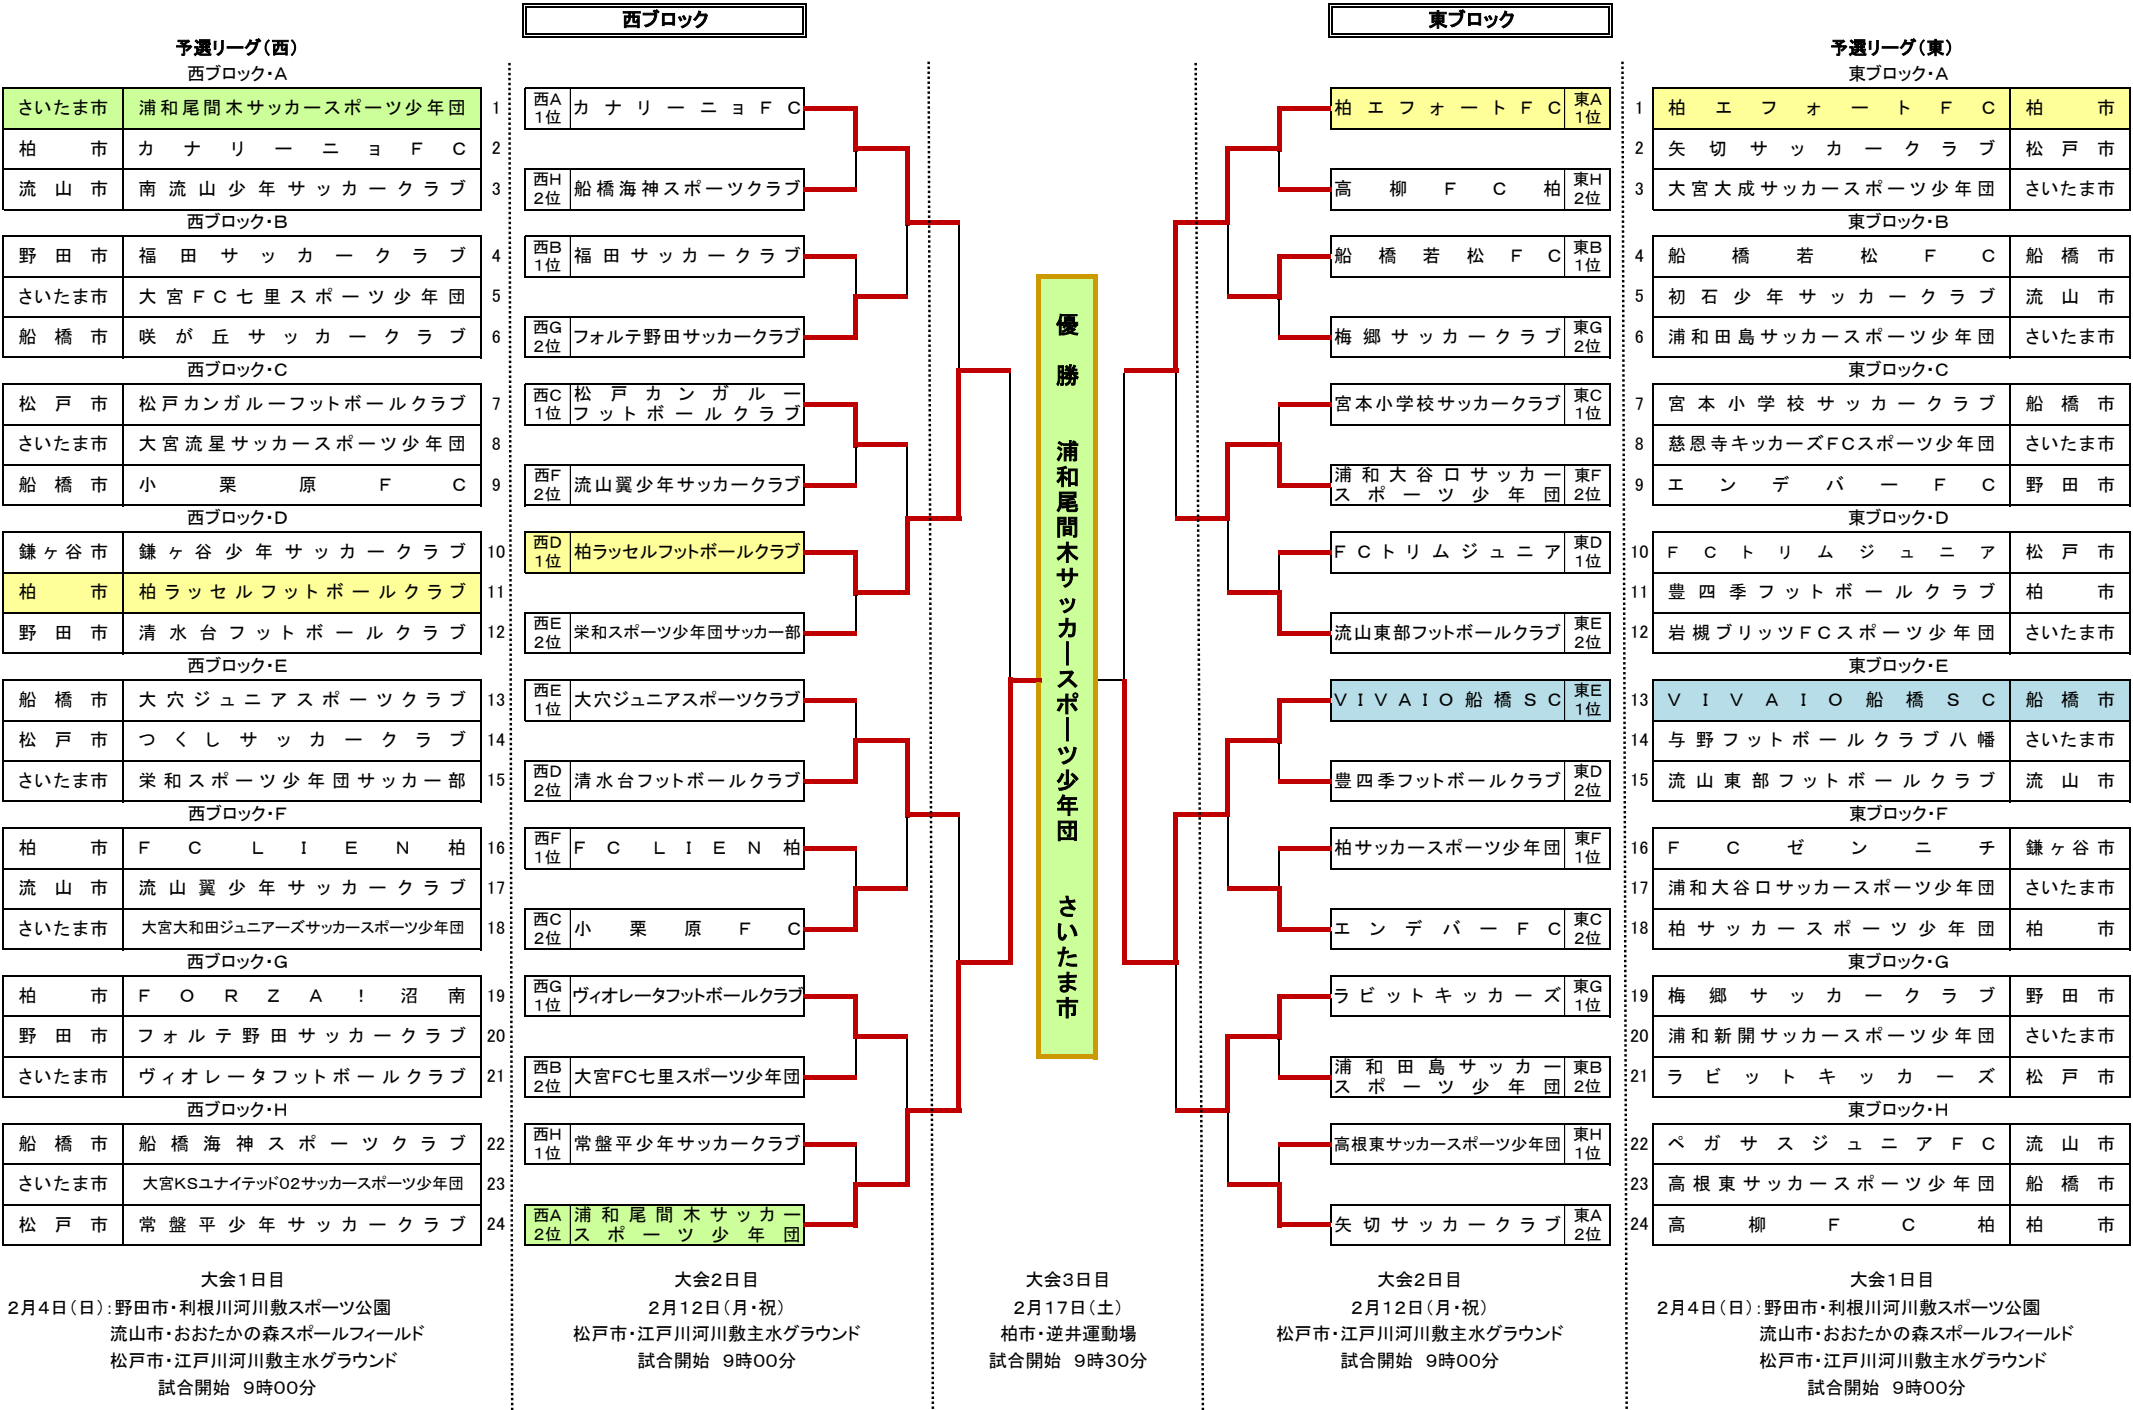 西ブロック
東ブロック
予選リーグ(西)
西ブロック・A
さいたま市 浦和尾間木サッカースポーツ少年団 1
柏市 カナリーニョFC 2
流山市 南流山少年サッカークラブ 3
西ブロック・B
野田市 福田サッカークラブ 4
さいたま市 大宮FC七里スポーツ少年団 5
船橋市 咲が丘サッカークラブ 6
西ブロック・C
松戸市 松戸カンガルーフットボールクラブ 7
さいたま市 大宮流星サッカースポーツ少年団 8
船橋市 小栗原FC 9
西ブロック・D
鎌ヶ谷市 鎌ヶ谷少年サッカークラブ 10
柏市 柏ラッセルフットボールクラブ 11
野田市 清水台フットボールクラブ 12
西ブロック・E
船橋市 大穴ジュニアスポーツクラブ 13
松戸市 つくしサッカークラブ 14
さいたま市 栄和スポーツ少年団サッカー部 15
西ブロック・F
柏市 FC LIEN柏 16
流山市 流山翼少年サッカークラブ 17
さいたま市 大宮大和田ジュニアーズサッカースポーツ少年団 18
西ブロック・G
柏市 FORZA!沼南 19
野田市 フォルテ野田サッカークラブ 20
さいたま市 ヴィオレータフットボールクラブ 21
西ブロック・H
船橋市 船橋海神スポーツクラブ 22
さいたま市 大宮KSユナイテッド02サッカースポーツ少年団 23
松戸市 常盤平少年サッカークラブ 24
大会1日目
2月4日(日):野田市・利根川河川敷スポーツ公園
流山市・おおたかの森スポールフィールド
松戸市・江戸川河川敷主水グラウンド
試合開始 9時00分
西A1位 カナリーニョFC
西H2位 船橋海神スポーツクラブ
西B1位 福田サッカークラブ
西G2位 フォルテ野田サッカークラブ
西C1位 松戸カンガルー
フットボールクラブ
西F2位 流山翼少年サッカークラブ
西D1位 柏ラッセルフットボールクラブ
西E2位 栄和スポーツ少年団サッカー部
西E1位 大穴ジュニアスポーツクラブ
西D2位 清水台フットボールクラブ
西F1位 FC LIEN柏
西C2位 小栗原FC
西G1位 ヴィオレータフットボールクラブ
西B2位 大宮FC七里スポーツ少年団
西H1位 常盤平少年サッカークラブ
西A2位 浦和尾間木サッカー
スポーツ少年団
大会2日目
2月12日(月・祝)
松戸市・江戸川河川敷主水グラウンド
試合開始 9時00分
優勝 浦和尾間木サッカースポーツ少年団 さいたま市
大会3日目
2月17日(土)
柏市・逆井運動場
試合開始 9時30分
柏エフォートFC 東A1位
高柳FC柏 東H2位
船橋若松FC 東B1位
梅郷サッカークラブ 東G2位
宮本小学校サッカークラブ 東C1位
浦和大谷口サッカー
スポーツ少年団 東F2位
FCトリムジュニア 東D1位
流山東部フットボールクラブ 東E2位
VIVAIO船橋SC 東E1位
豊四季フットボールクラブ 東D2位
柏サッカースポーツ少年団 東F1位
エンデバーFC 東C2位
ラビットキッカーズ 東G1位
浦和田島サッカー
スポーツ少年団 東B2位
高根東サッカースポーツ少年団 東H1位
矢切サッカークラブ 東A2位
大会2日目
2月12日(月・祝)
松戸市・江戸川河川敷主水グラウンド
試合開始 9時00分
予選リーグ(東)
東ブロック・A
1 柏エフォートFC 柏市
2 矢切サッカークラブ 松戸市
3 大宮大成サッカースポーツ少年団 さいたま市
東ブロック・B
4 船橋若松FC 船橋市
5 初石少年サッカークラブ 流山市
6 浦和田島サッカースポーツ少年団 さいたま市
東ブロック・C
7 宮本小学校サッカークラブ 船橋市
8 慈恩寺キッカーズFCスポーツ少年団 さいたま市
9 エンデバーFC 野田市
東ブロック・D
10 FCトリムジュニア 松戸市
11 豊四季フットボールクラブ 柏市
12 岩槻ブリッツFCスポーツ少年団 さいたま市
東ブロック・E
13 VIVAIO船橋SC 船橋市
14 与野フットボールクラブ八幡 さいたま市
15 流山東部フットボールクラブ 流山市
東ブロック・F
16 FCゼンニチ 鎌ヶ谷市
17 浦和大谷口サッカースポーツ少年団 さいたま市
18 柏サッカースポーツ少年団 柏市
東ブロック・G
19 梅郷サッカークラブ 野田市
20 浦和新開サッカースポーツ少年団 さいたま市
21 ラビットキッカーズ 松戸市
東ブロック・H
22 ペガサスジュニアFC 流山市
23 高根東サッカースポーツ少年団 船橋市
24 高柳FC柏 柏市
大会1日目
2月4日(日):野田市・利根川河川敷スポーツ公園
流山市・おおたかの森スポールフィールド
松戸市・江戸川河川敷主水グラウンド
試合開始 9時00分